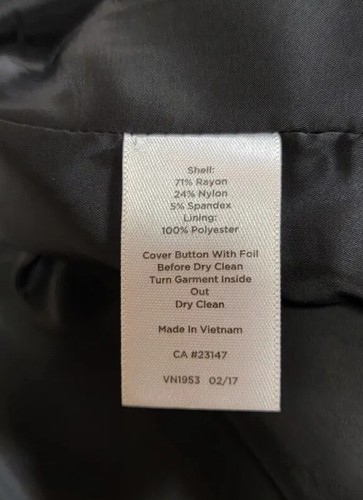 Shell:
71% Rayon
24% Nylon
5% Spandex
Lining:
100% Polyester
Cover Button With Foil
Before Dry Clean
Turn Garment Inside
Out
Dry Clean
Made In Vietnam
CA #23147
VN1953 02/17